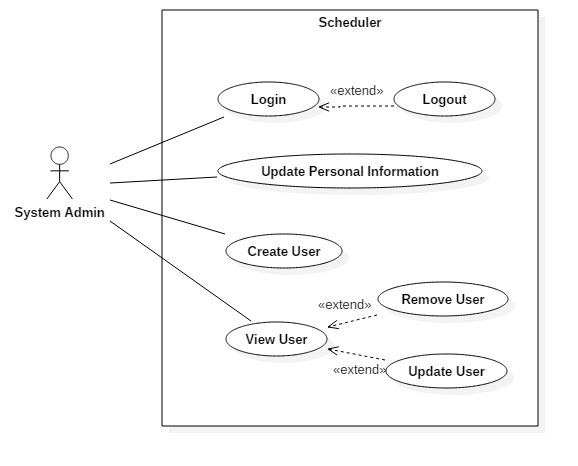 Scheduler
«extend»
Login
Logout
Update Personal Information
System Admin
Create User
Remove User
«extend»
View User
«extend»
Update User